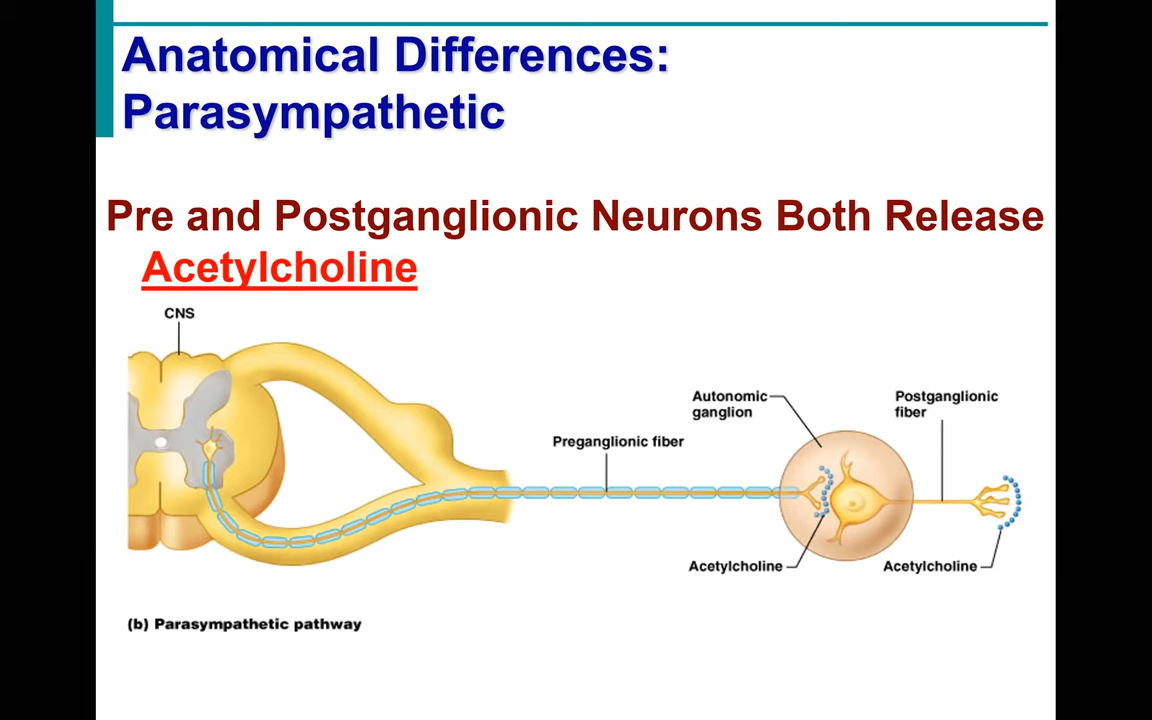 Anatomical Differences:
Parasympathetic
Pre and Postganglionic Neurons Both Release
Acetylcholine
CNS
Autonomic
ganglion
Postganglionic
fiber
Preganglionic fiber
Acetylcholine
Acetylcholine
(b) Parasympathetic pathway